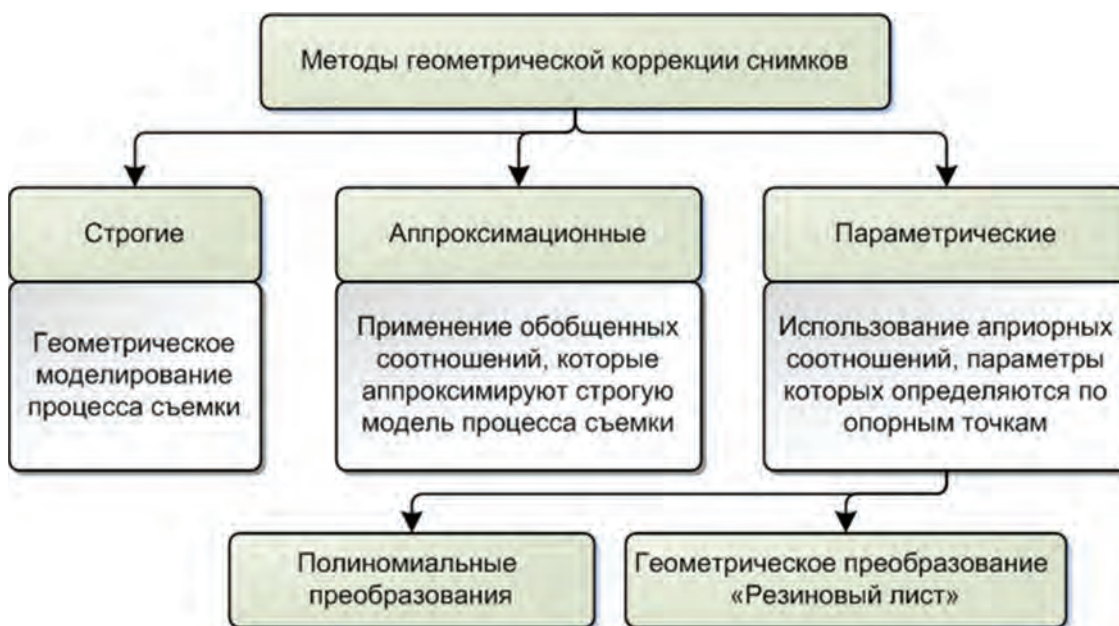 Методы геометрической коррекции снимков
Строгие
Аппроксимационные
Параметрические
Геометрическое
моделирование
процесса съемки
Применение обобщенных
соотношений, которые
аппроксимируют строгую
модель процесса съемки
Использование априорных
соотношений, параметры
которых определяются по
опорным точкам
Полиномиальные
преобразования
Геометрическое преобразование
«Резиновый лист»